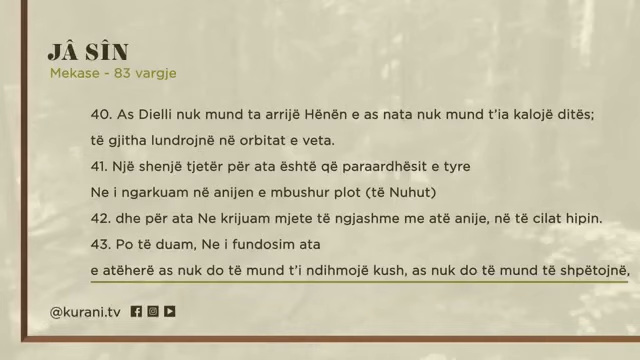 JÂ SÎN
Mekase - 83 vargje
40. As Dielli nuk mund ta arrijë Hënën e as nata nuk mund t'ia kalojë ditës;
të gjitha lundrojnë në orbitat e veta.
41. Një shenjë tjetër për ata është që paraardhësit e tyre
Ne i ngarkuam në anijen e mbushur plot (të Nuhut)
42. dhe për ata Ne krijuam mjete të ngjashme me atë anije, në të cilat hipin.
43. Po të duam, Ne i fundosim ata
e atëherë as nuk do të mund t'i ndihmojë kush, as nuk do të mund të shpëtojnë,
@kurani.tv